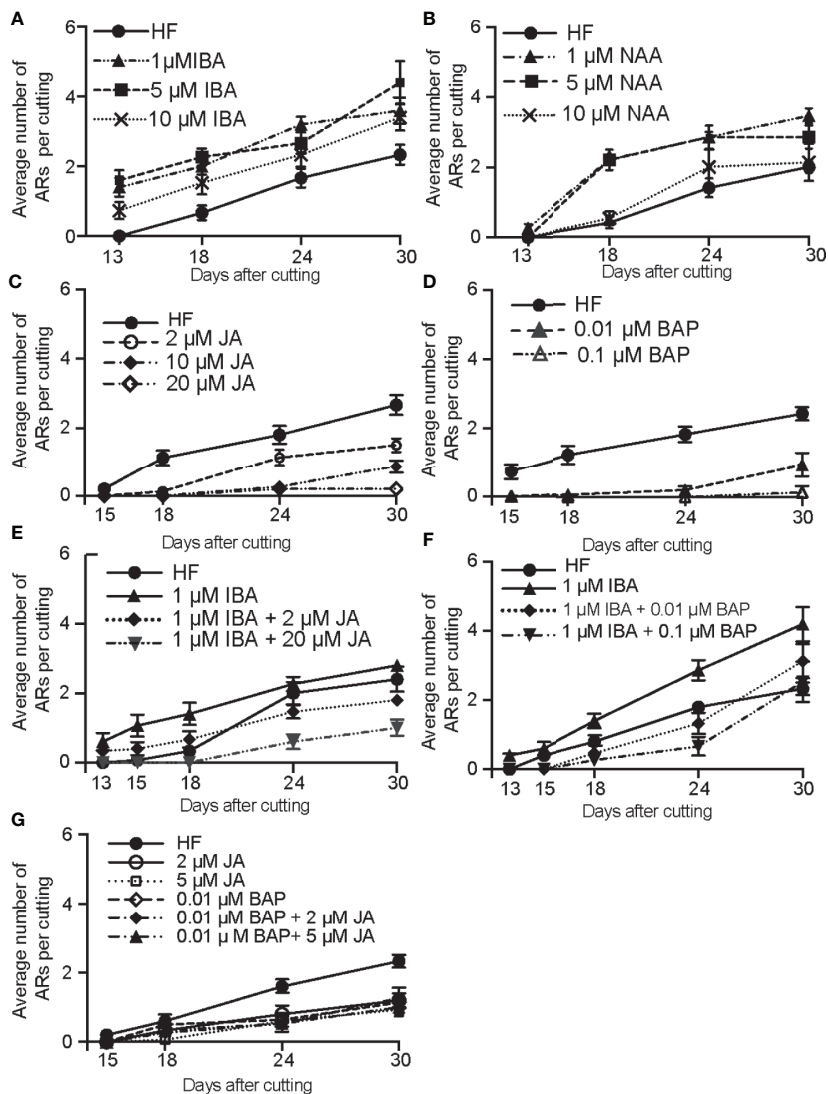 A
Average number of
ARs per cutting
6
4
2
0
HF
1µMIBA
5 µM IBA
10 µM IBA
13 18 24 30
Days after cutting
B
Average number of
ARs per cutting
6
4
2
0
HF
1 µM NAA
5 µM NAA
10 µM NAA
13 18 24 30
Days after cutting
C
Average number of
ARs per cutting
6
4
2
0
HF
2 µM JA
10 µM JA
20 µM JA
15 18 24 30
Days after cutting
D
Average number of
ARs per cutting
6
4
2
0
HF
0.01 µM BAP
0.1 µM BAP
15 18 24 30
Days after cutting
E
Average number of
ARs per cutting
6
4
2
0
HF
1 µM IBA
1 µM IBA + 2 µM JA
1 µM IBA + 20 µM JA
13 15 18 24 30
Days after cutting
F
Average number of
ARs per cutting
6
4
2
0
HF
1 µM IBA
1 µM IBA + 0.01 µM BAP
1 µM IBA + 0.1 µM BAP
13 15 18 24 30
Days after cutting
G
Average number of
ARs per cutting
6
4
2
0
HF
2 µM JA
5 µM JA
0.01 µM BAP
0.01 µM BAP + 2 µM JA
0.01 µ M BAP+ 5 µM JA
15 18 24 30
Days after cutting